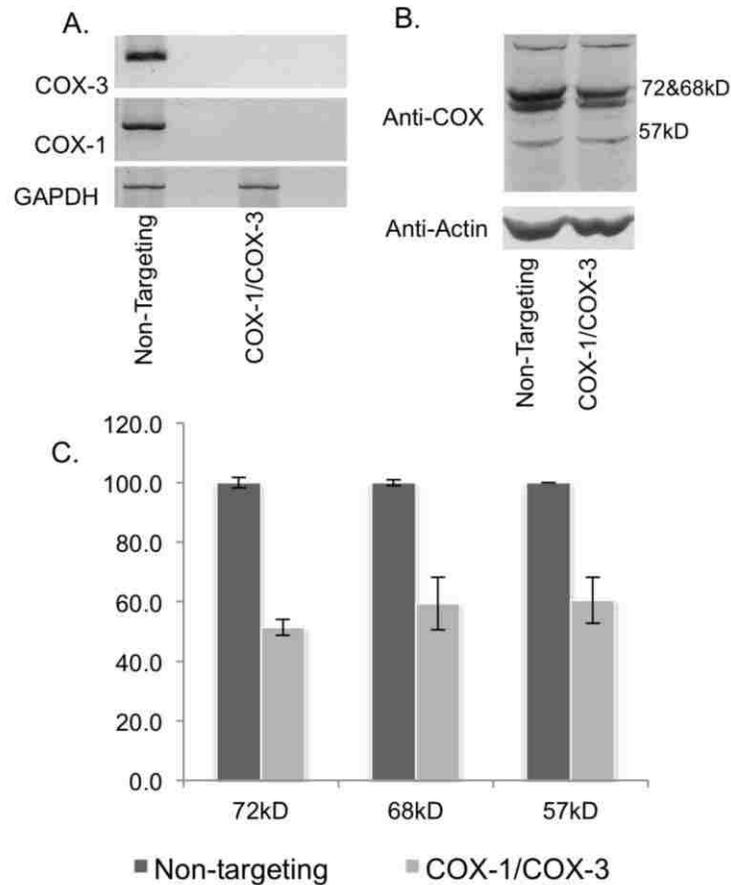 A.
COX-3
COX-1
GAPDH
Non-Targeting
COX-1/COX-3
B.
Anti-COX
72&68kD
57kD
Anti-Actin
Non-Targeting
COX-1/COX-3
C.
120.0
100.0
80.0
60.0
40.0
20.0
0.0
72kD
68kD
57kD
Non-targeting
COX-1/COX-3